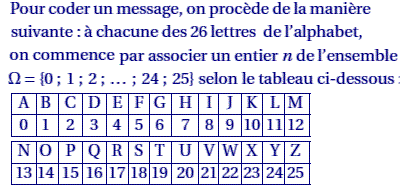 Pour coder un message, on procède de la manière
suivante : à chacune des 26 lettres de l'alphabet,
on commence par associer un entier n de l'ensemble
Ω = {0 ; 1 ; 2 ; … ; 24 ; 25} selon le tableau ci-dessous :
A B C D E F G H I J K L M
0 1 2 3 4 5 6 7 8 9 10 11 12
N O P Q R S T U V W X Y Z
13 14 15 16 17 18 19 20 21 22 23 24 25